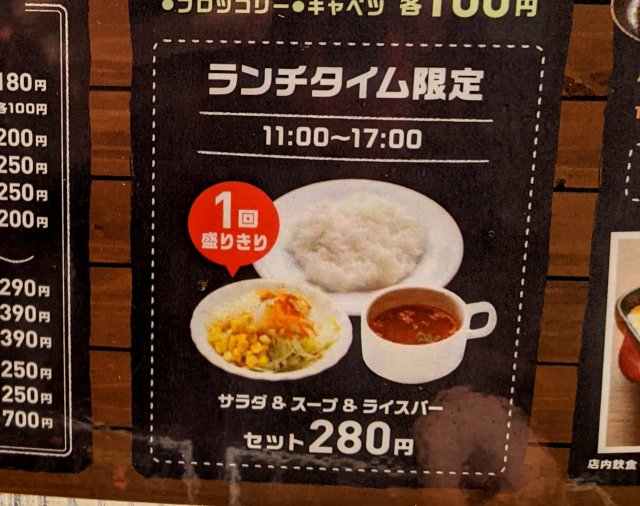 •ブロッコリー•キャベツ 各100円
180円
各100円
200円
250円
250円
200円
290円
390円
390円
250円
250円
700円
ランチタイム限定
11:00〜17:00
1回
盛りきり
サラダ & スープ & ライスバー
セット280円
店内飲食